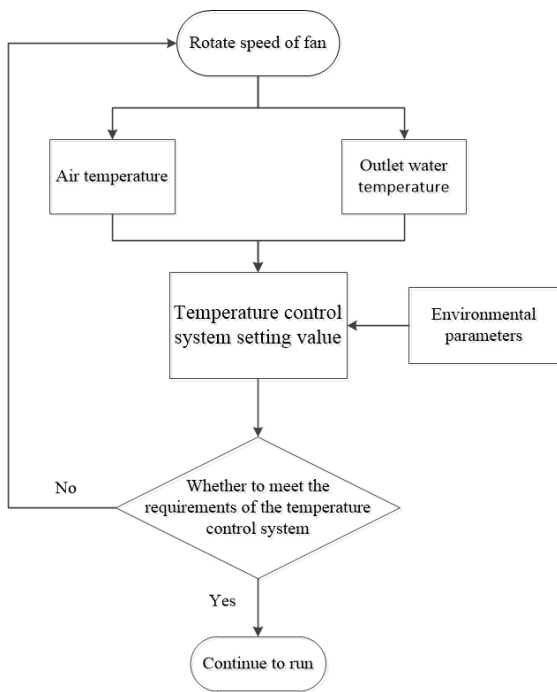 Rotate speed of fan
Air temperature
Outlet water
temperature
Temperature control
system setting value
Environmental
parameters
Whether to meet the
requirements of the temperature
control system
No
Yes
Continue to run